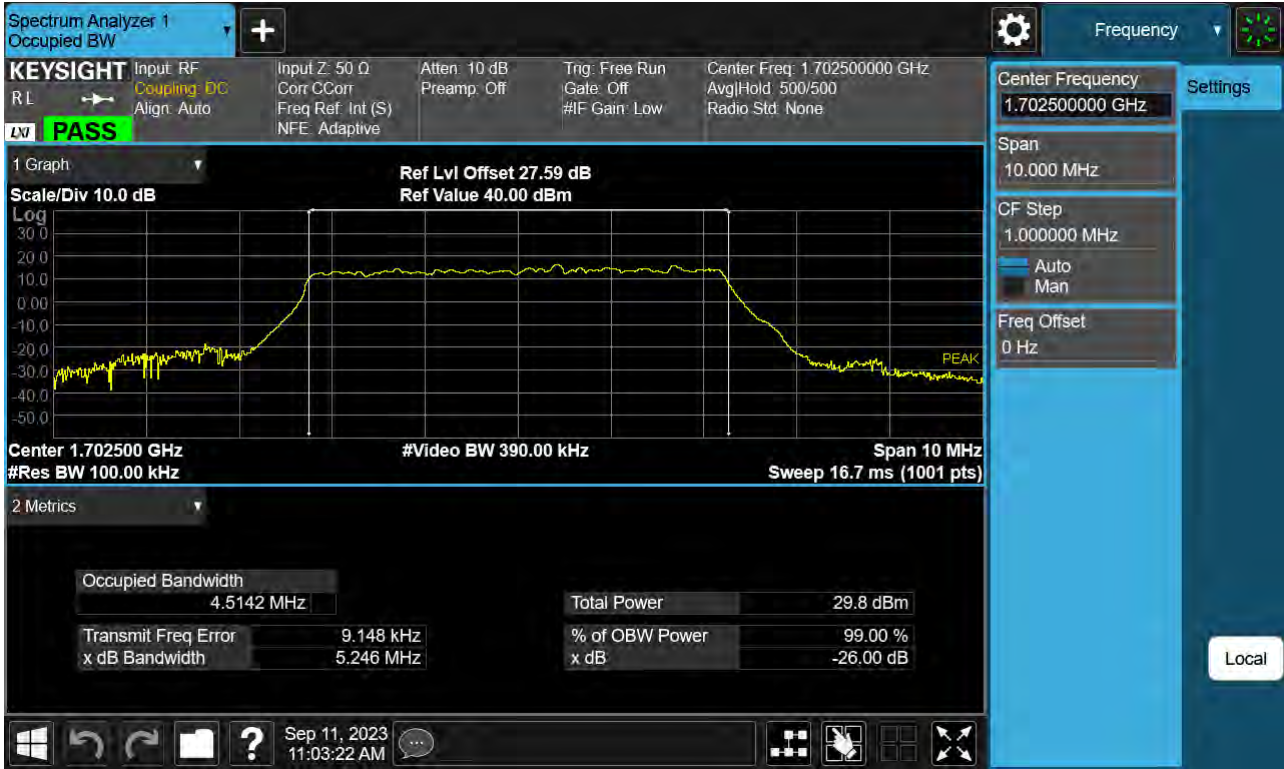 Spectrum Analyzer 1
Occupied BW
Frequency
KEYSIGHT
RL
LXI
PASS
Input: RF
Coupling: DC
Align: Auto
Input Z: 50 Ω
Corr CCorr
Freq Ref: Int (S)
NFE: Adaptive
Atten: 10 dB
Preamp: Off
Trig: Free Run
Gate: Off
#IF Gain: Low
Center Freq: 1.702500000 GHz
Avg|Hold: 500/500
Radio Std: None
1 Graph
Scale/Div 10.0 dB
Ref Lvl Offset 27.59 dB
Ref Value 40.00 dBm
Log
30.0
20.0
10.0
0.00
-10.0
-20.0
-30.0
-40.0
-50.0
PEAK
Center 1.702500 GHz
#Video BW 390.00 kHz
Span 10 MHz
#Res BW 100.00 kHz
Sweep 16.7 ms (1001 pts)
2 Metrics
Occupied Bandwidth
4.5142 MHz
Transmit Freq Error 9.148 kHz
x dB Bandwidth 5.246 MHz
Total Power 29.8 dBm
% of OBW Power 99.00 %
x dB -26.00 dB
Center Frequency
1.702500000 GHz
Span
10.000 MHz
CF Step
1.000000 MHz
Auto
Man
Freq Offset
0 Hz
Settings
Local
?
Sep 11, 2023
11:03:22 AM